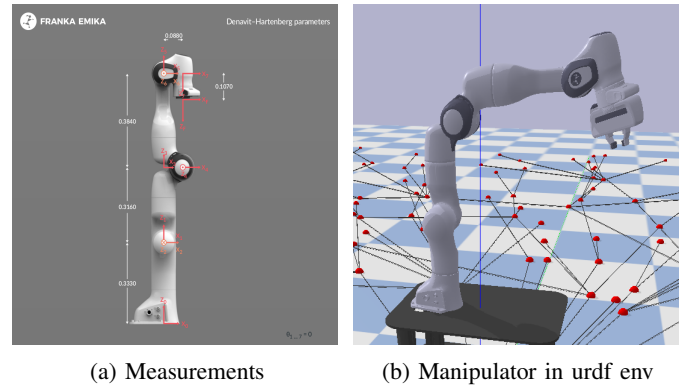 FRANKA EMIKA
Denavit-Hartenberg parameters
0.0880
0.1070
0.3840
0.3160
0.3330
(a) Measurements
(b) Manipulator in urdf env